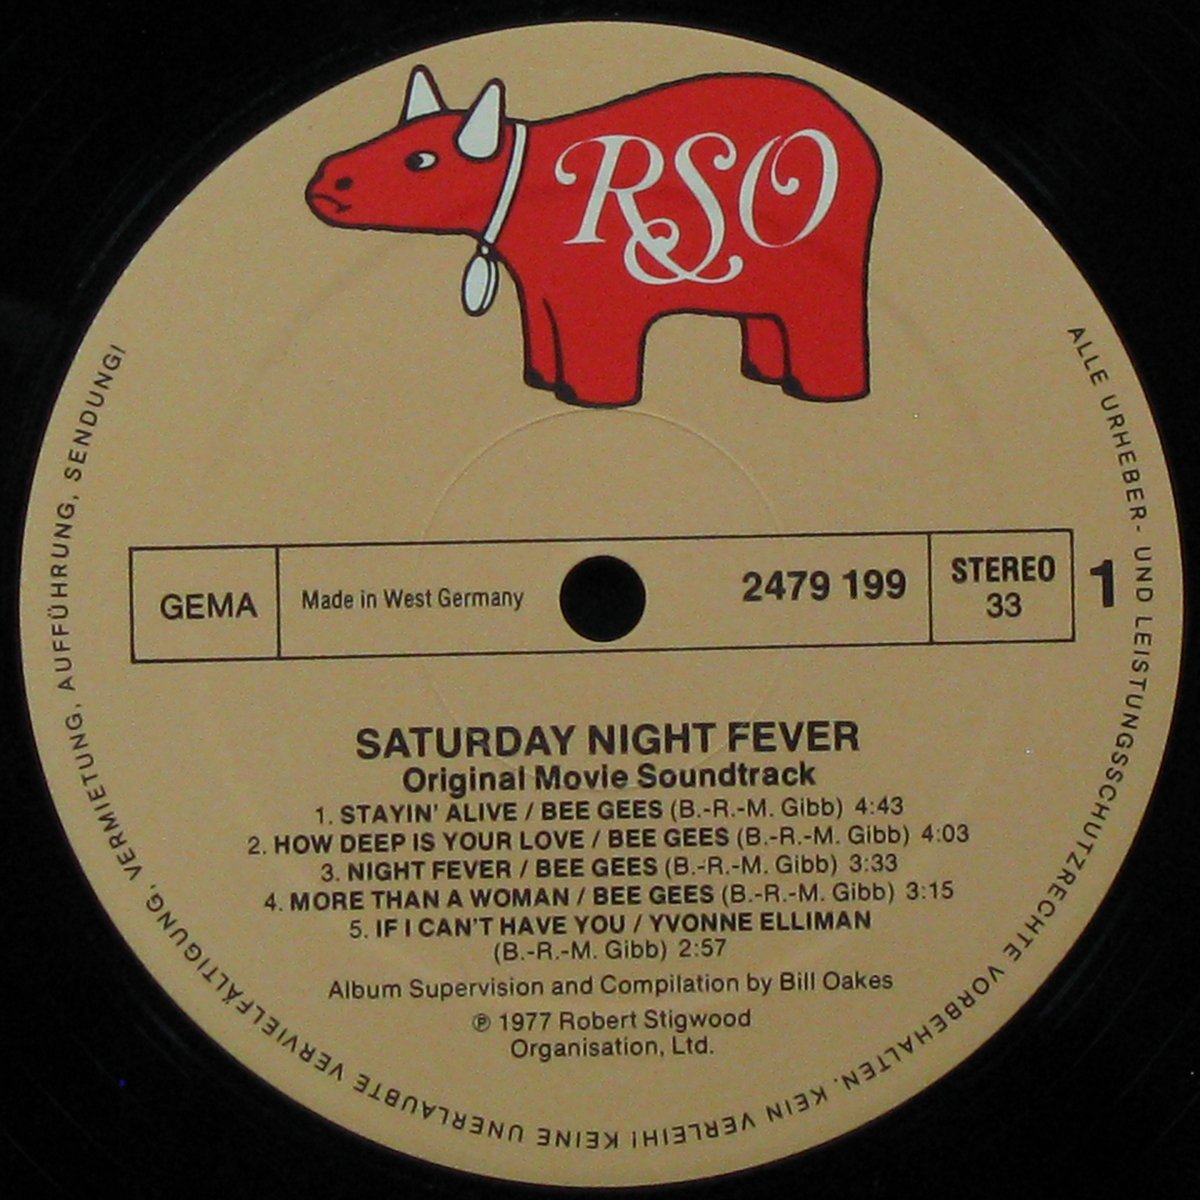 RSO
GEMA
Made in West Germany
2479 199
STEREO
33
1
SATURDAY NIGHT FEVER
Original Movie Soundtrack
1. STAYIN' ALIVE / BEE GEES (B.-R.-M. Gibb) 4:43
2. HOW DEEP IS YOUR LOVE / BEE GEES (B.-R.-M. Gibb) 4:03
3. NIGHT FEVER / BEE GEES (B.-R.-M. Gibb) 3:33
4. MORE THAN A WOMAN / BEE GEES (B.-R.-M. Gibb) 3:15
5. IF I CAN'T HAVE YOU / YVONNE ELLIMAN
(B.-R.-M. Gibb) 2:57
Album Supervision and Compilation by Bill Oakes
℗ 1977 Robert Stigwood
Organisation, Ltd.
ALLE URHEBER- UND LEISTUNGSSCHUTZRECHTE VORBEHALTEN. KEIN VERLEIH! KEINE UNERLAUBTE VERVIELFÄLTIGUNG, VERMIETUNG, AUFFÜHRUNG, SENDUNG!